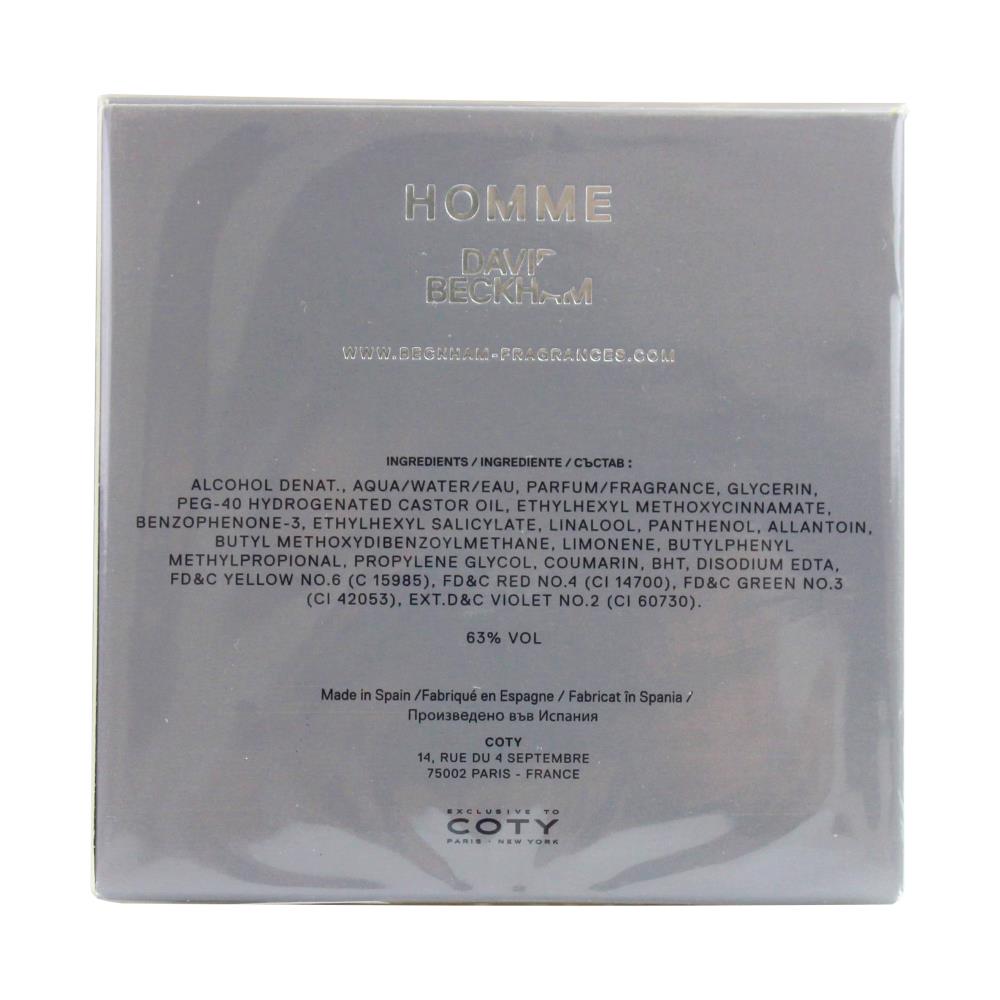 HOMME
DAVID
BECKHAM
WWW.BECKHAM-FRAGRANCES.COM
INGREDIENTS / INGREDIENTE / СЪСТАВ :
ALCOHOL DENAT., AQUA/WATER/EAU, PARFUM/FRAGRANCE, GLYCERIN,
PEG-40 HYDROGENATED CASTOR OIL, ETHYLHEXYL METHOXYCINNAMATE,
BENZOPHENONE-3, ETHYLHEXYL SALICYLATE, LINALOOL, PANTHENOL, ALLANTOIN,
BUTYL METHOXYDIBENZOYLMETHANE, LIMONENE, BUTYLPHENYL
METHYLPROPIONAL, PROPYLENE GLYCOL, COUMARIN, BHT, DISODIUM EDTA,
FD&C YELLOW NO.6 (C 15985), FD&C RED NO.4 (CI 14700), FD&C GREEN NO.3
(CI 42053), EXT.D&C VIOLET NO.2 (CI 60730).
63% VOL
Made in Spain /Fabriqué en Espagne / Fabricat în Spania /
Произведено във Испания
COTY
14, RUE DU 4 SEPTEMBRE
75002 PARIS - FRANCE
EXCLUSIVE TO
COTY
PARIS - NEW YORK